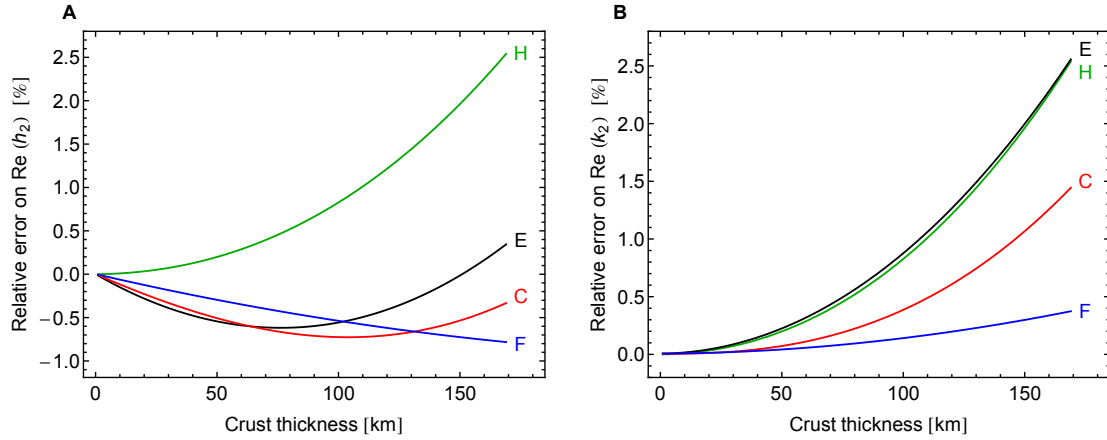 A
Relative error on Re (h₂) [%]
2.5
2.0
1.5
1.0
0.5
0.0
−0.5
−1.0
H
E
C
F
0 50 100 150
Crust thickness [km]
B
Relative error on Re (k₂) [%]
2.5
2.0
1.5
1.0
0.5
0.0
E
H
C
F
0 50 100 150
Crust thickness [km]